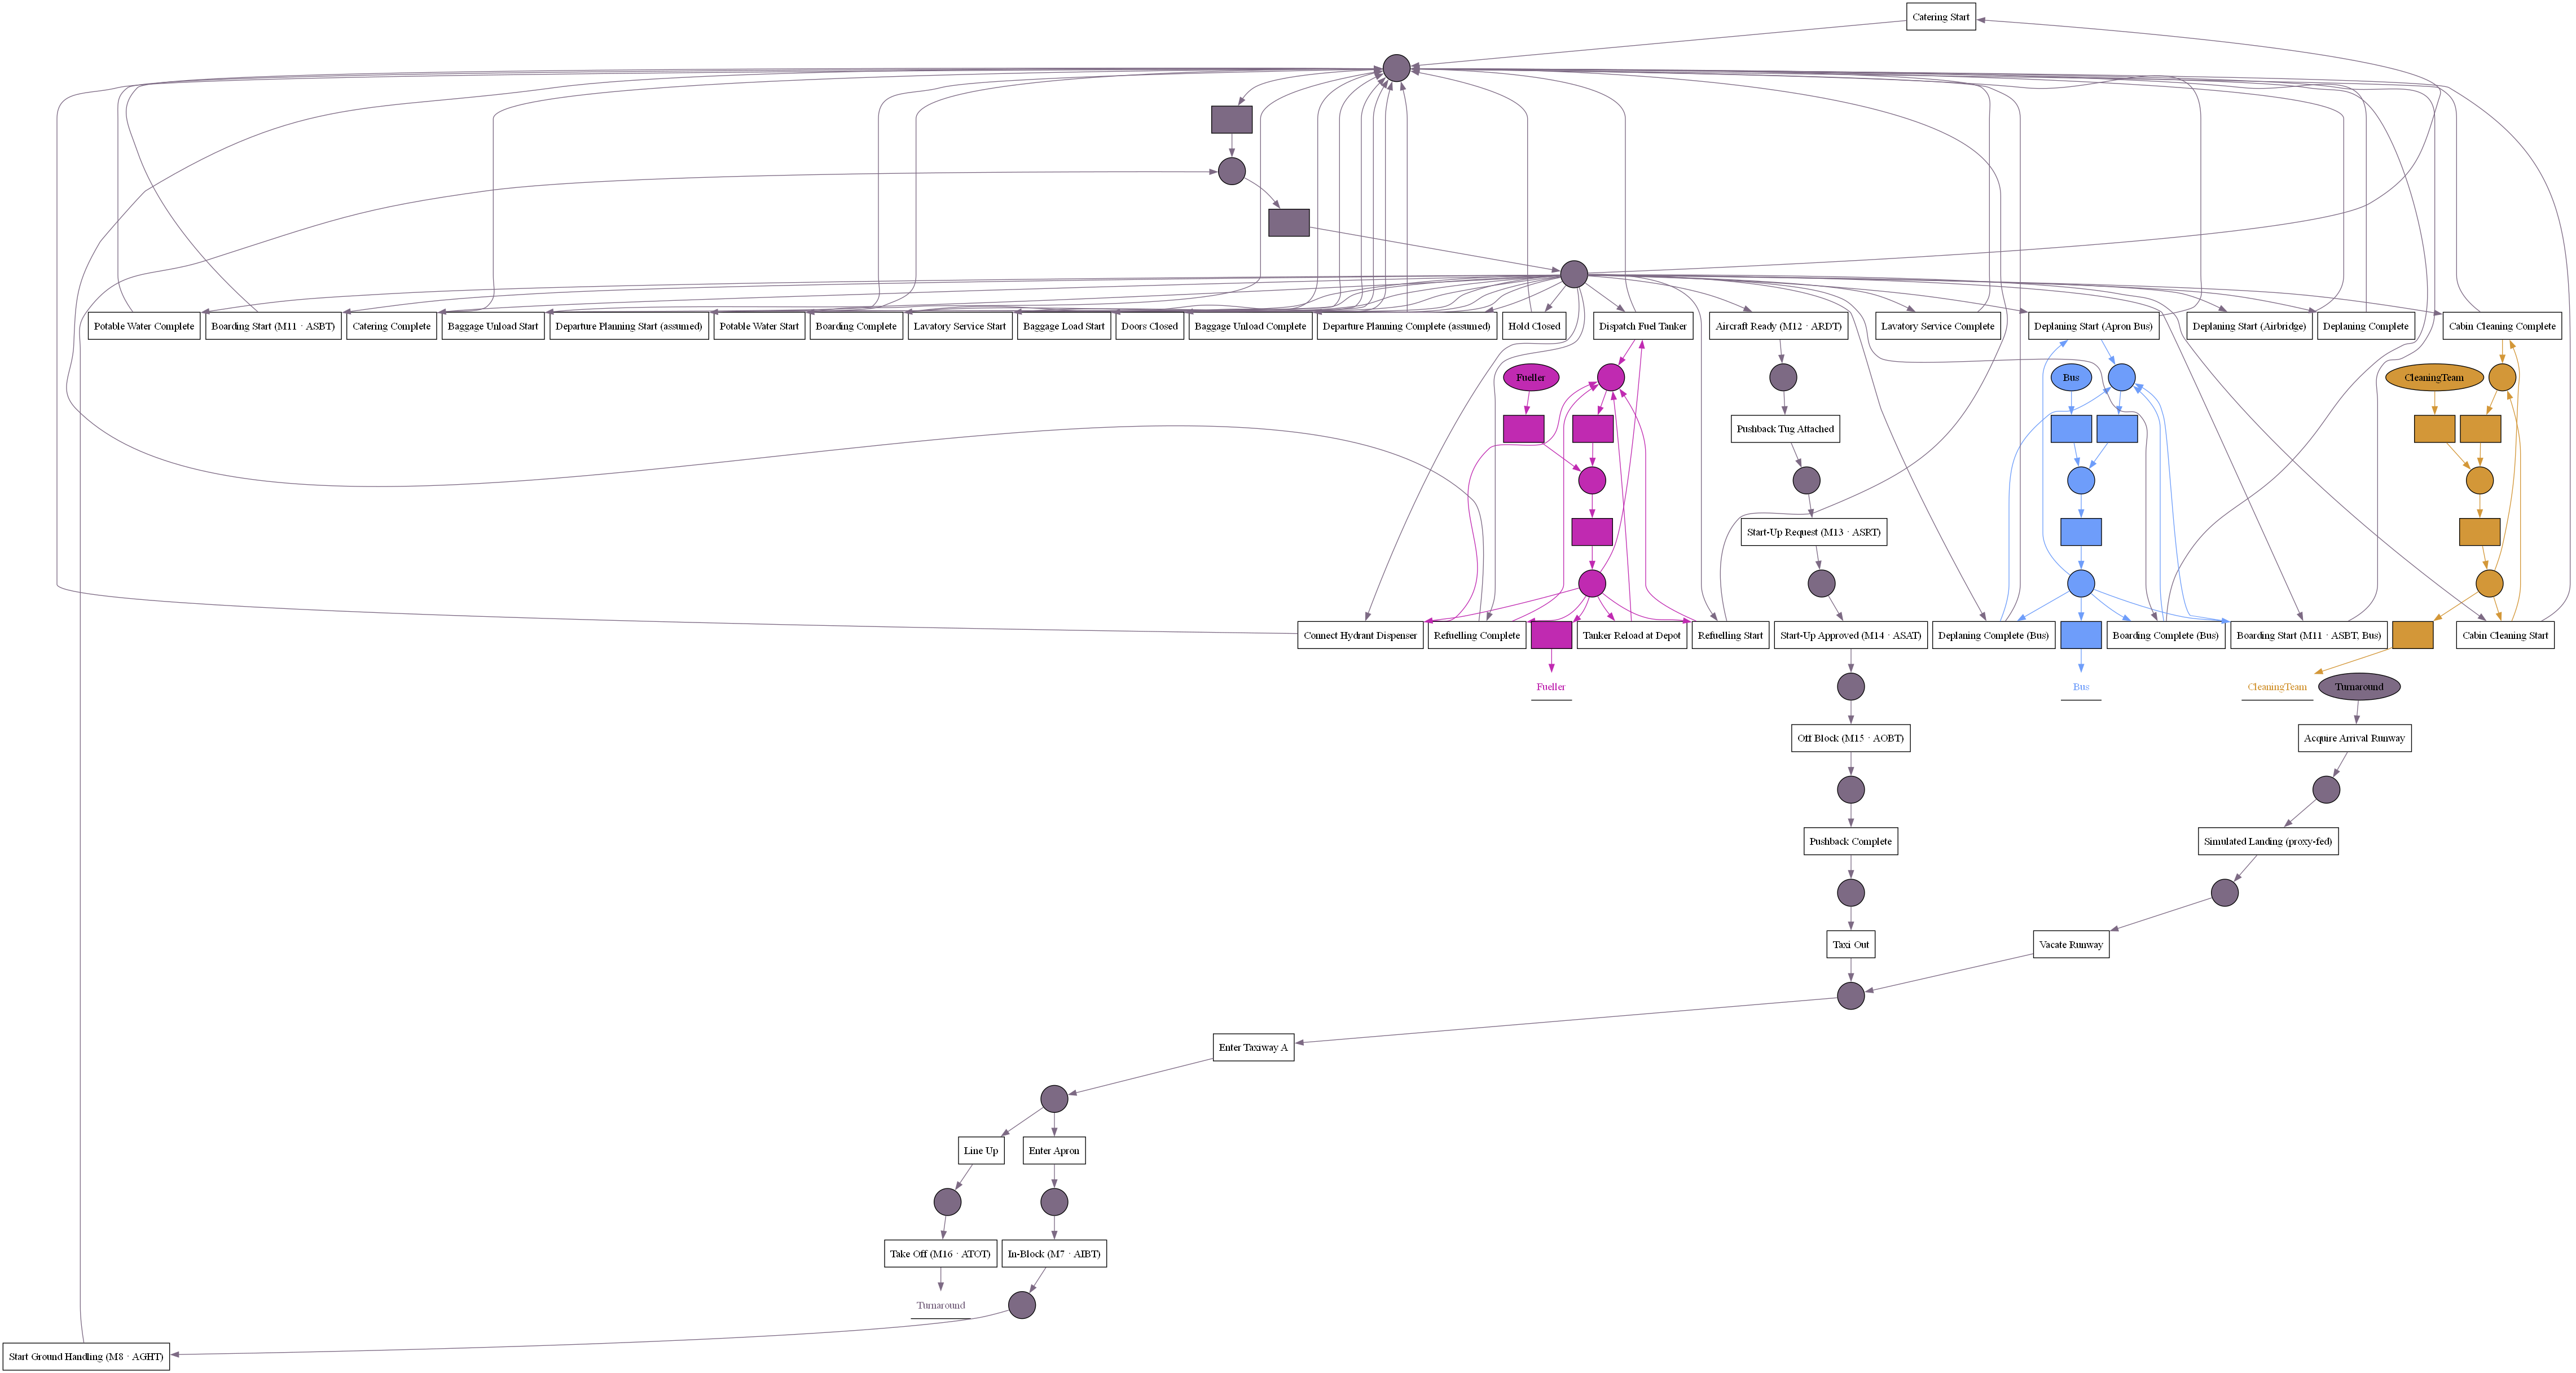 Catering Start
Potable Water Complete
Boarding Start (M11 · ASBT)
Catering Complete
Baggage Unload Start
Departure Planning Start (assumed)
Potable Water Start
Boarding Complete
Lavatory Service Start
Baggage Load Start
Doors Closed
Baggage Unload Complete
Departure Planning Complete (assumed)
Hold Closed
Dispatch Fuel Tanker
Aircraft Ready (M12 · ARDT)
Lavatory Service Complete
Deplaning Start (Apron Bus)
Deplaning Start (Airbridge)
Deplaning Complete
Cabin Cleaning Complete
Fueller
Bus
CleaningTeam
Pushback Tug Attached
Start-Up Request (M13 · ASRT)
Connect Hydrant Dispenser
Refuelling Complete
Tanker Reload at Depot
Refuelling Start
Start-Up Approved (M14 · ASAT)
Deplaning Complete (Bus)
Boarding Complete (Bus)
Boarding Start (M11 · ASBT, Bus)
Cabin Cleaning Start
Fueller
Bus
CleaningTeam
Turnaround
Off Block (M15 · AOBT)
Acquire Arrival Runway
Pushback Complete
Simulated Landing (proxy-fed)
Taxi Out
Vacate Runway
Enter Taxiway A
Line Up
Enter Apron
Take Off (M16 · ATOT)
In-Block (M7 · AIBT)
Turnaround
Start Ground Handling (M8 · AGHT)